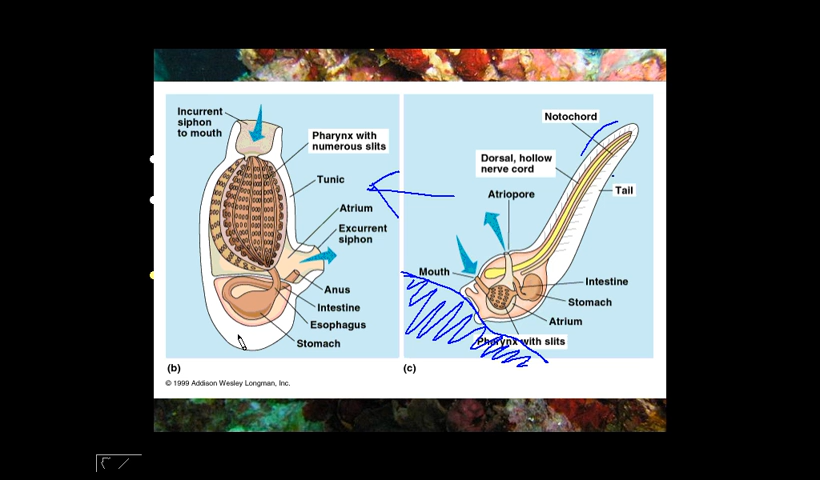 Incurrent
siphon
to mouth
Pharynx with
numerous slits
Tunic
Atrium
Excurrent
siphon
Anus
Intestine
Esophagus
Stomach
(b)
© 1999 Addison Wesley Longman, Inc.
Notochord
Dorsal, hollow
nerve cord
Tail
Atriopore
Mouth
Intestine
Stomach
Atrium
Pharynx with slits
(c)